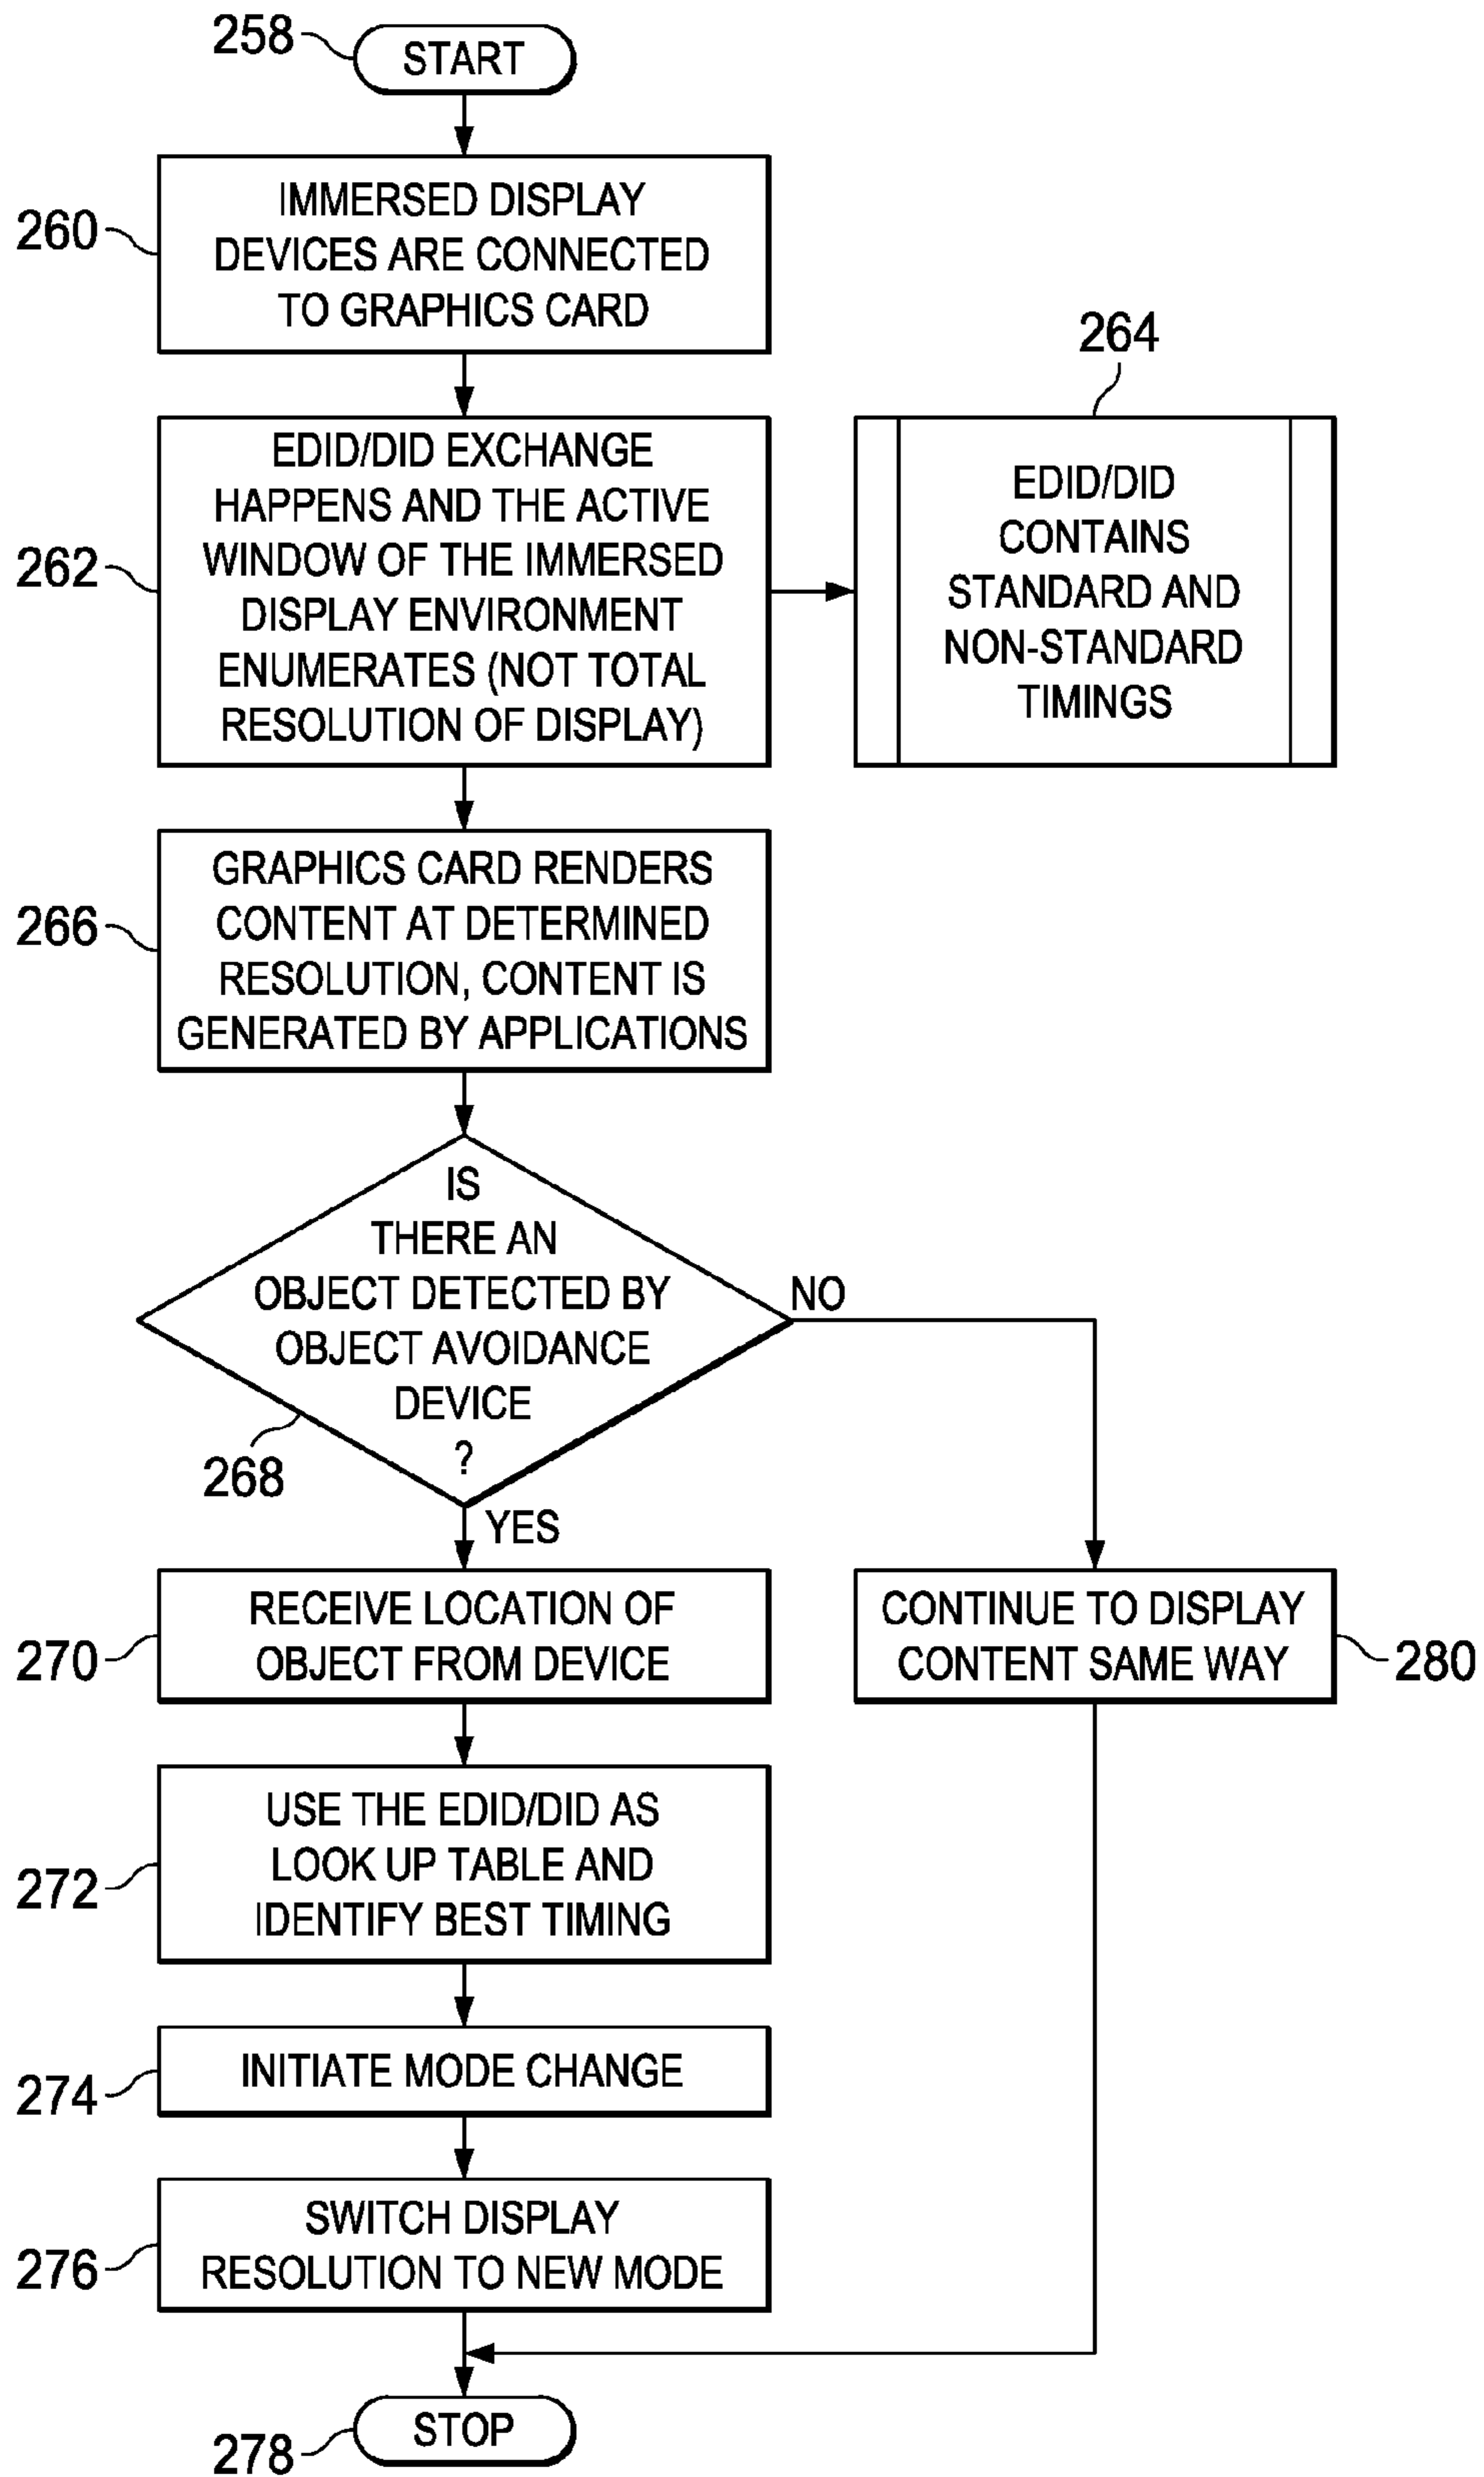 258
START
260
IMMERSED DISPLAY
DEVICES ARE CONNECTED
TO GRAPHICS CARD
262
EDID/DID EXCHANGE
HAPPENS AND THE ACTIVE
WINDOW OF THE IMMERSED
DISPLAY ENVIRONMENT
ENUMERATES (NOT TOTAL
RESOLUTION OF DISPLAY)
264
EDID/DID
CONTAINS
STANDARD AND
NON-STANDARD
TIMINGS
266
GRAPHICS CARD RENDERS
CONTENT AT DETERMINED
RESOLUTION, CONTENT IS
GENERATED BY APPLICATIONS
IS
THERE AN
OBJECT DETECTED BY
OBJECT AVOIDANCE
DEVICE
?
268
NO
YES
270
RECEIVE LOCATION OF
OBJECT FROM DEVICE
CONTINUE TO DISPLAY
CONTENT SAME WAY
280
272
USE THE EDID/DID AS
LOOK UP TABLE AND
IDENTIFY BEST TIMING
274
INITIATE MODE CHANGE
276
SWITCH DISPLAY
RESOLUTION TO NEW MODE
278
STOP